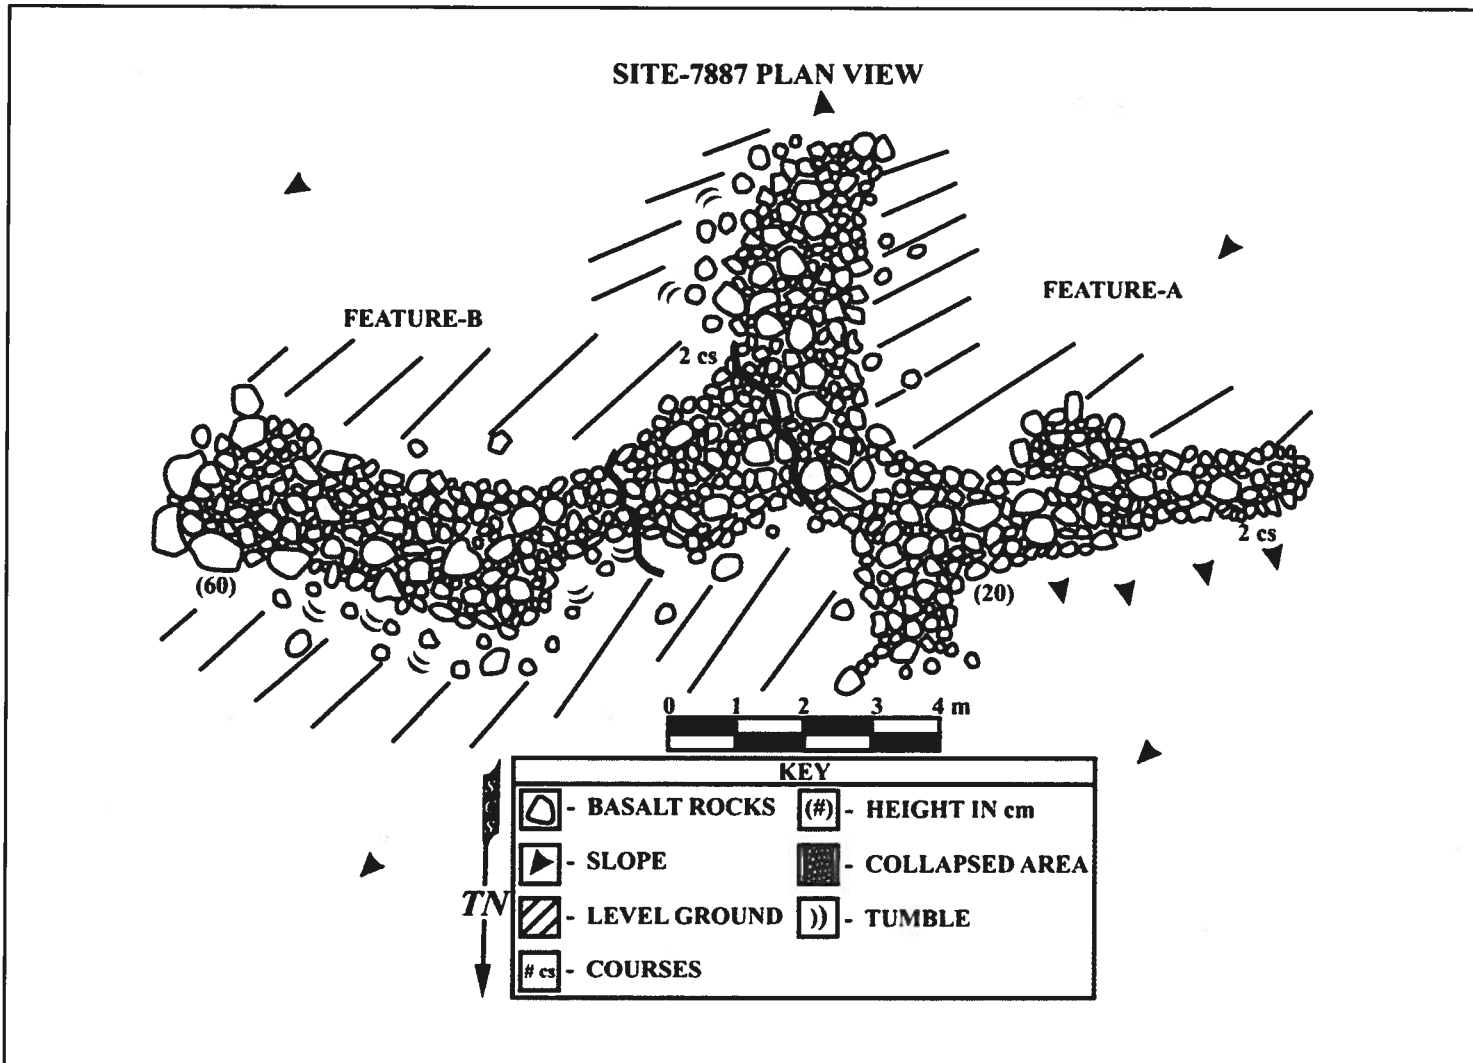 SITE-7887 PLAN VIEW
FEATURE-A
FEATURE-B
2 cs
2 cs
(60)
(20)
0 1 2 3 4 m
KEY
- BASALT ROCKS
(#) - HEIGHT IN cm
- SLOPE
- COLLAPSED AREA
- LEVEL GROUND
)) - TUMBLE
# cs - COURSES
SCS
TN